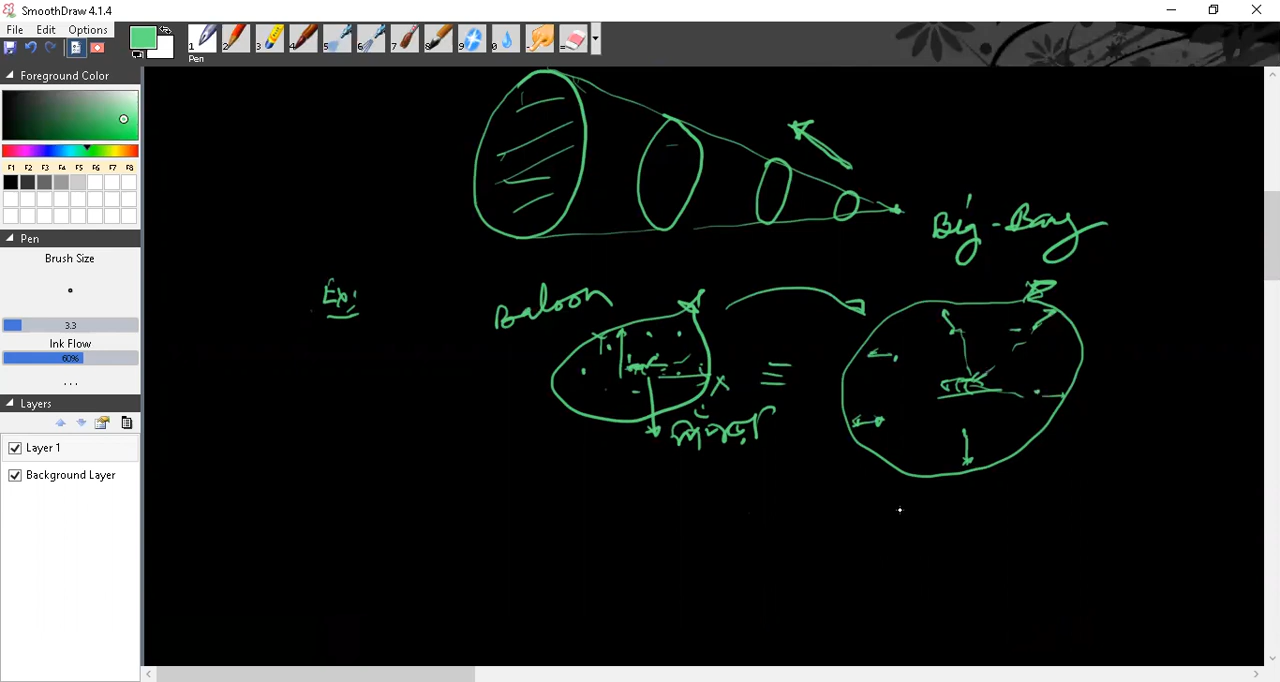 SmoothDraw 4.1.4
File Edit Options
Pen
Foreground Color
F1 F2 F3 F4 F5 F6 F7 F8
Pen
Brush Size
3.3
Ink Flow
60%
...
Layers
Layer 1
Background Layer
Big-Bang
Ex:
Baloon